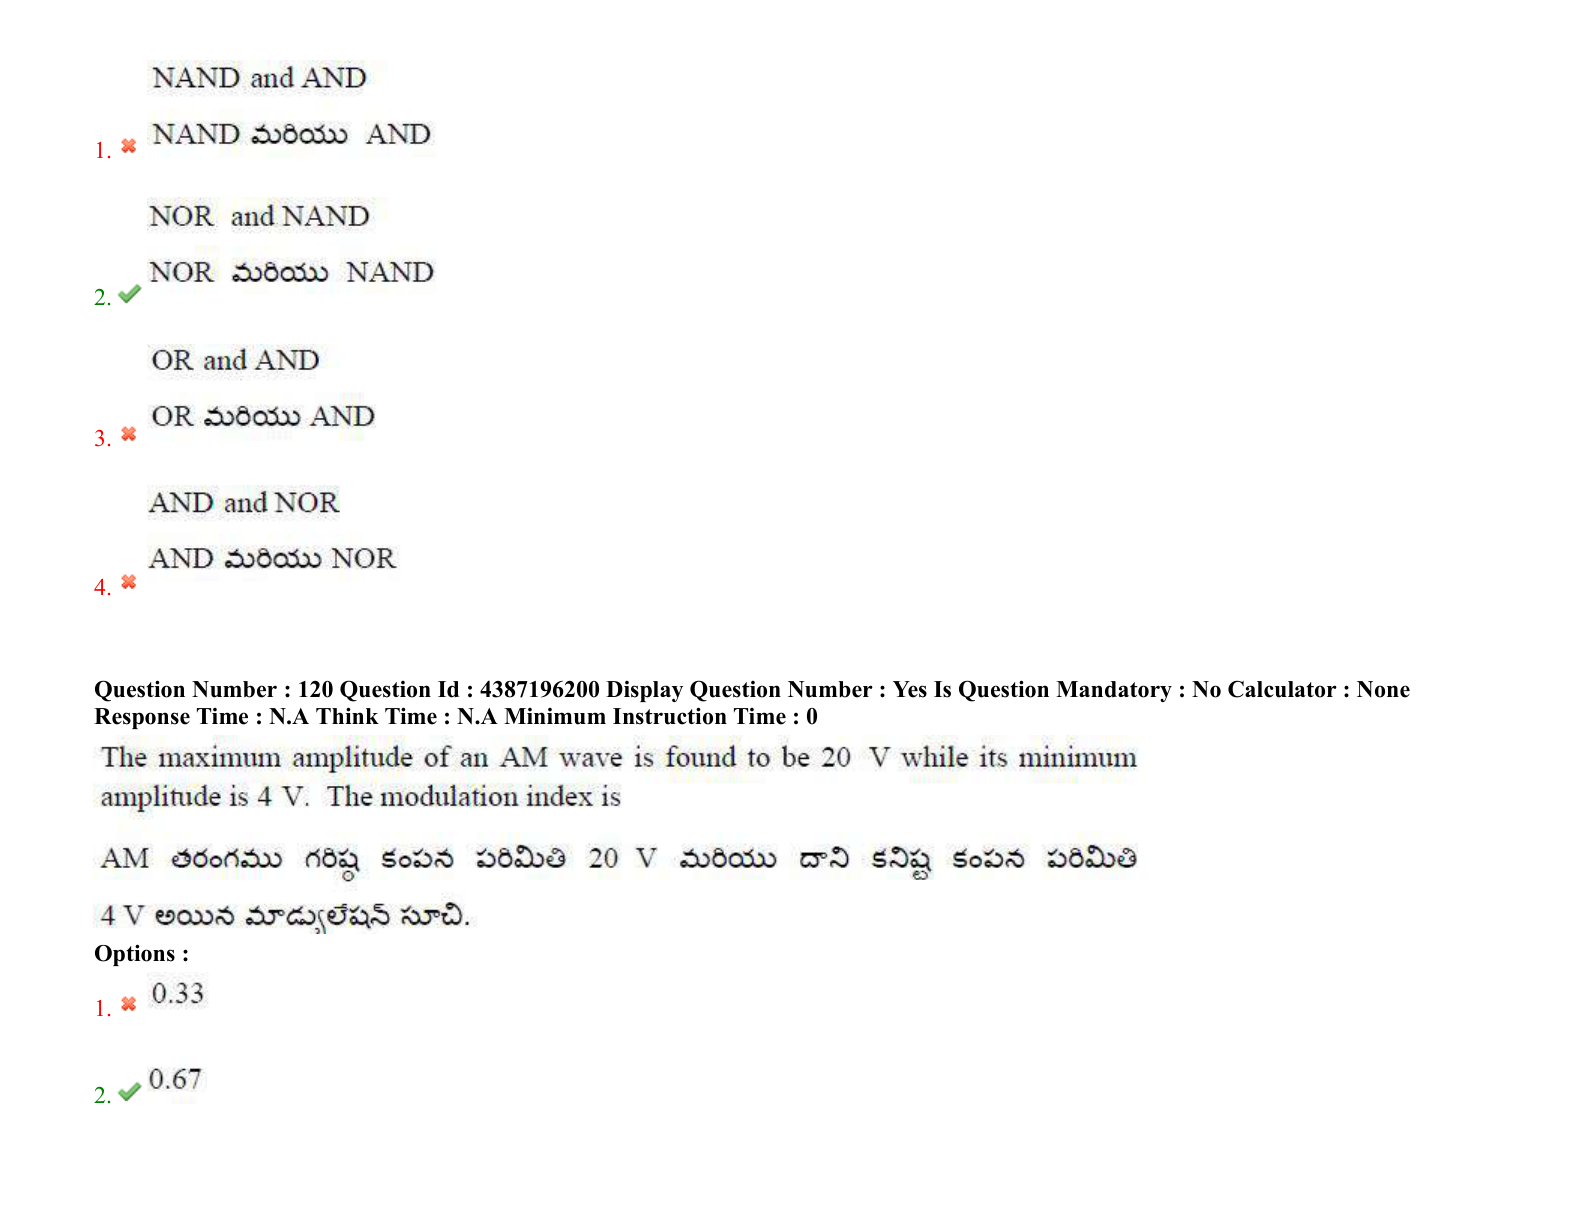 NAND and AND
NAND మరియు AND
1.
NOR and NAND
NOR మరియు NAND
2.
OR and AND
OR మరియు AND
3.
AND and NOR
AND మరియు NOR
4.
Question Number : 120 Question Id : 4387196200 Display Question Number : Yes Is Question Mandatory : No Calculator : None
Response Time : N.A Think Time : N.A Minimum Instruction Time : 0
The maximum amplitude of an AM wave is found to be 20 V while its minimum
amplitude is 4 V. The modulation index is
AM తరంగము గరిష్ఠ కంపన పరిమితి 20 V మరియు దాని కనిష్ట కంపన పరిమితి
4 V అయిన మాడ్యులేషన్ సూచి.
Options :
1. 0.33
2. 0.67